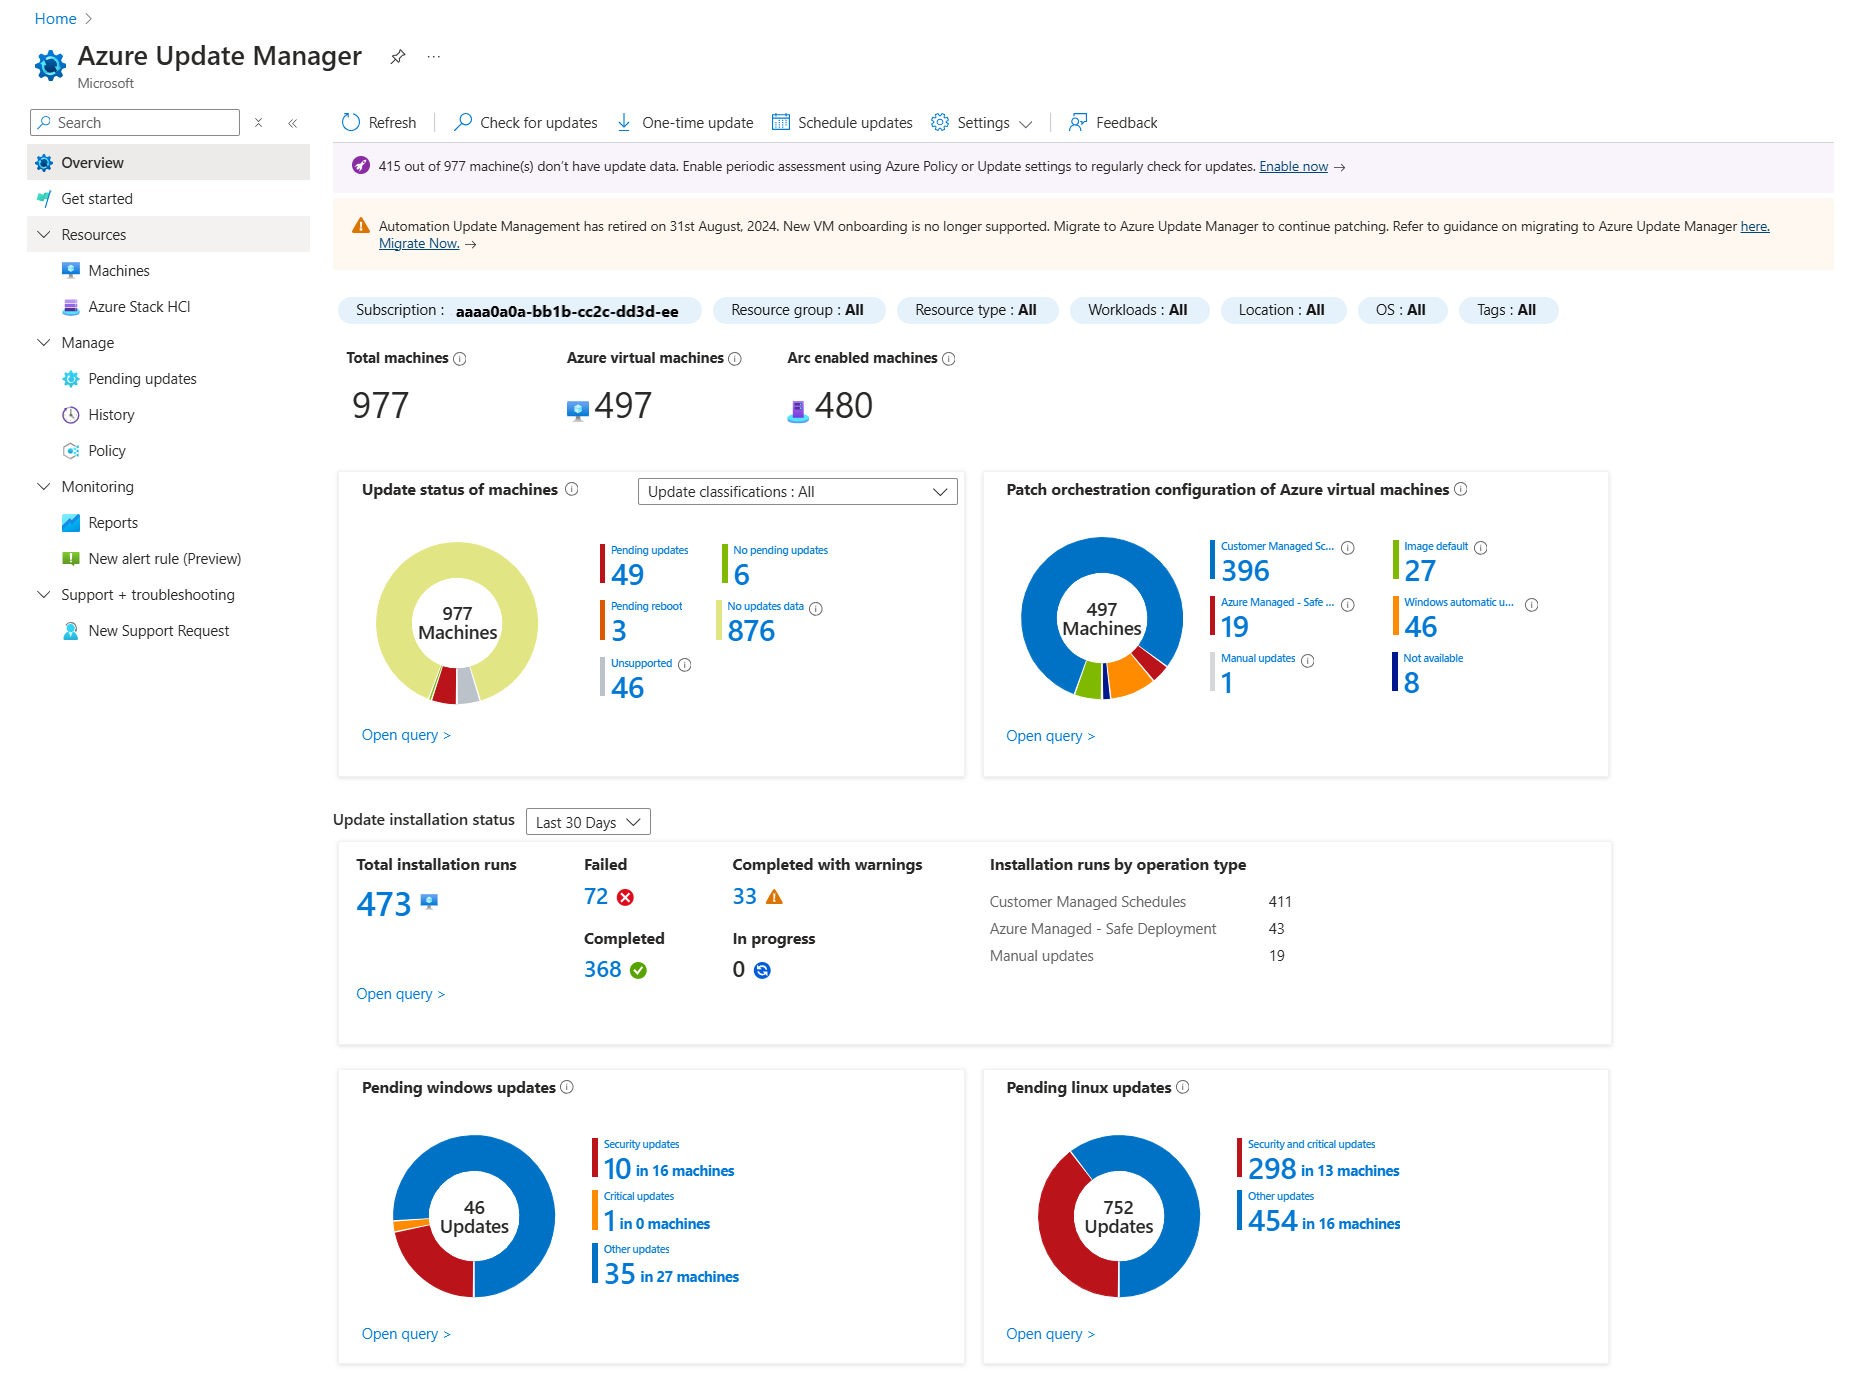 Home
Azure Update Manager
Microsoft
Search
Overview
Get started
Resources
Machines
Azure Stack HCI
Manage
Pending updates
History
Policy
Monitoring
Reports
New alert rule (Preview)
Support + troubleshooting
New Support Request
Refresh Check for updates One-time update Schedule updates Settings Feedback
415 out of 977 machine(s) don't have update data. Enable periodic assessment using Azure Policy or Update settings to regularly check for updates. Enable now →
Automation Update Management has retired on 31st August, 2024. New VM onboarding is no longer supported. Migrate to Azure Update Manager to continue patching. Refer to guidance on migrating to Azure Update Manager here.
Migrate Now. →
Subscription : aaaa0a0a-bb1b-cc2c-dd3d-ee Resource group : All Resource type : All Workloads : All Location : All OS : All Tags : All
Total machines Azure virtual machines Arc enabled machines
977 497 480
Update status of machines
Update classifications : All
977
Machines
Pending updates
49
No pending updates
6
Pending reboot
3
No updates data
876
Unsupported
46
Open query >
Patch orchestration configuration of Azure virtual machines
497
Machines
Customer Managed Sc...
396
Image default
27
Azure Managed - Safe ...
19
Windows automatic u...
46
Manual updates
1
Not available
8
Open query >
Update installation status Last 30 Days
Total installation runs
473
Open query >
Failed
72
Completed with warnings
33
Completed
368
In progress
0
Installation runs by operation type
Customer Managed Schedules 411
Azure Managed - Safe Deployment 43
Manual updates 19
Pending windows updates
46
Updates
Security updates
10 in 16 machines
Critical updates
1 in 0 machines
Other updates
35 in 27 machines
Open query >
Pending linux updates
752
Updates
Security and critical updates
298 in 13 machines
Other updates
454 in 16 machines
Open query >